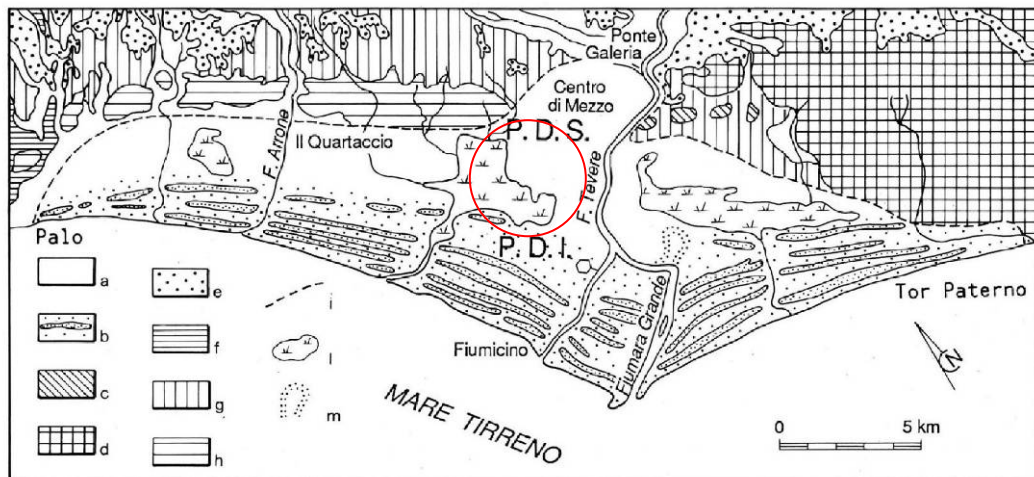 Ponte
Galeria
Centro
di Mezzo
P. D. S.
Il Quartaccio
F. Arrone
F. Tevere
P. D. I.
Palo
Tor Paterno
Fiumara Grande
Fiumicino
MARE TIRRENO
N
0 5 km
a
b
c
d
e
f
g
h
i
l
m